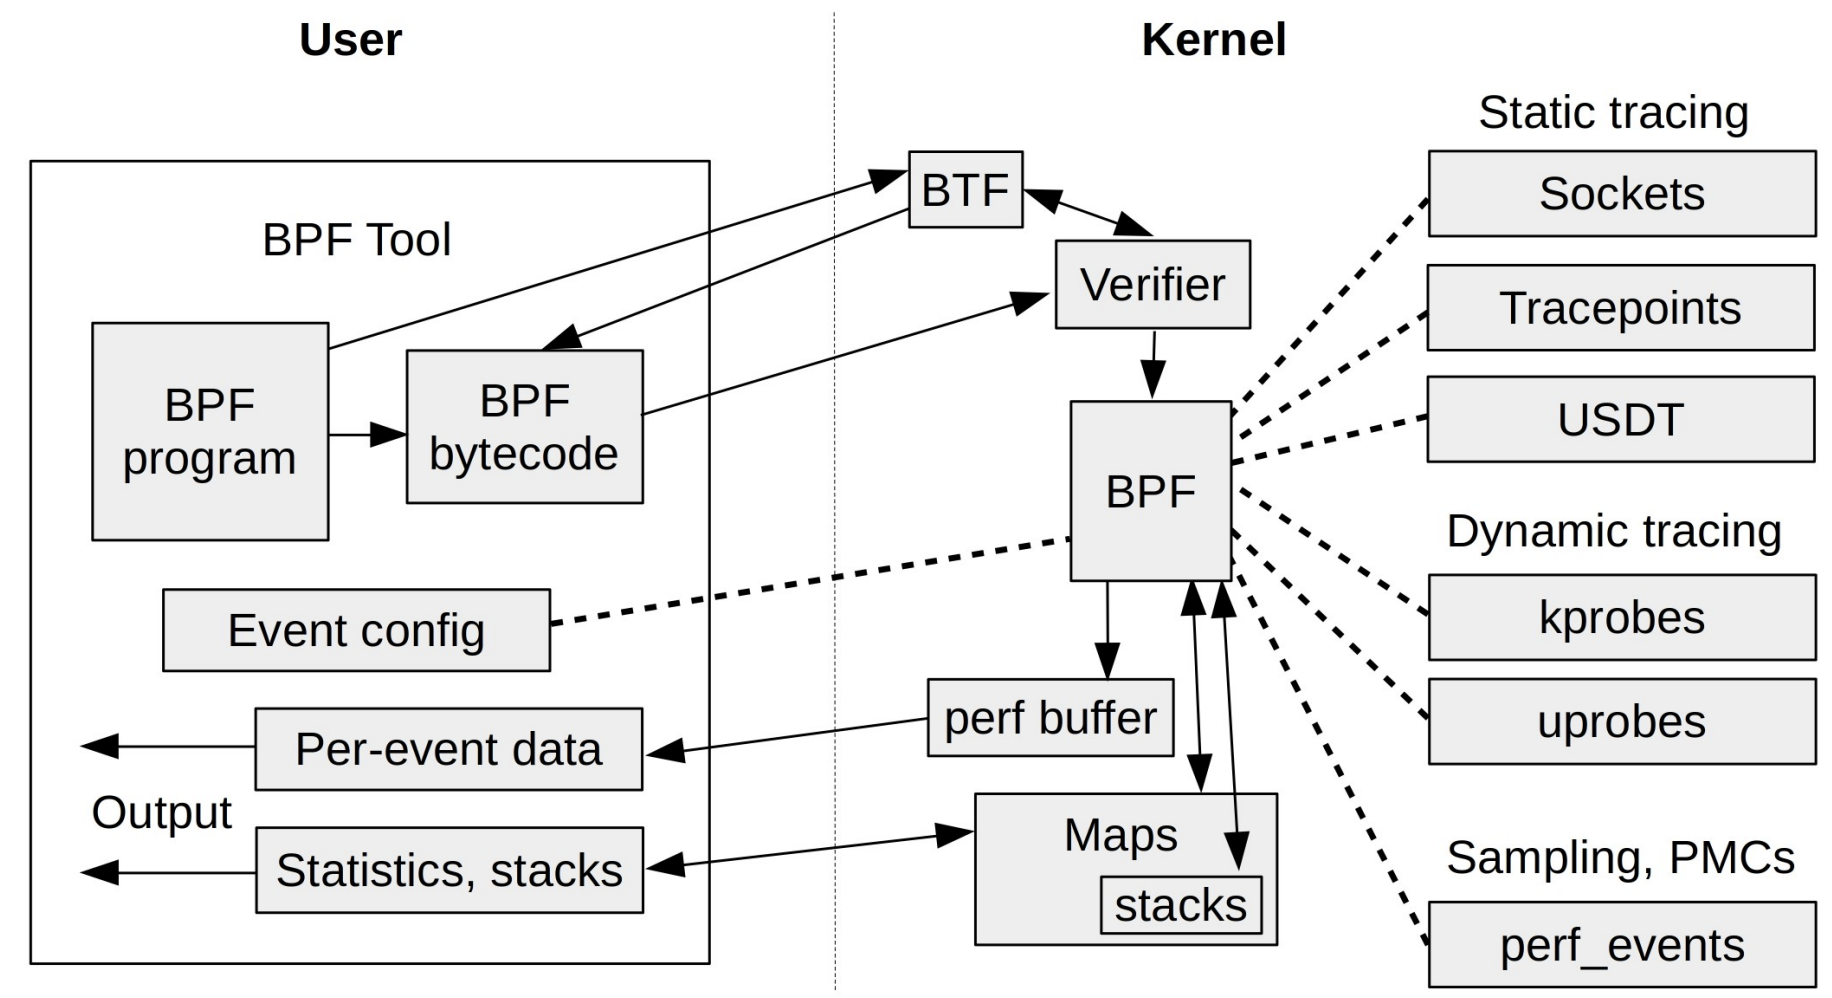 User
Kernel
BPF Tool
BPF
program
BPF
bytecode
Event config
Per-event data
Output
Statistics, stacks
BTF
Verifier
BPF
perf buffer
Maps
stacks
Static tracing
Sockets
Tracepoints
USDT
Dynamic tracing
kprobes
uprobes
Sampling, PMCs
perf_events